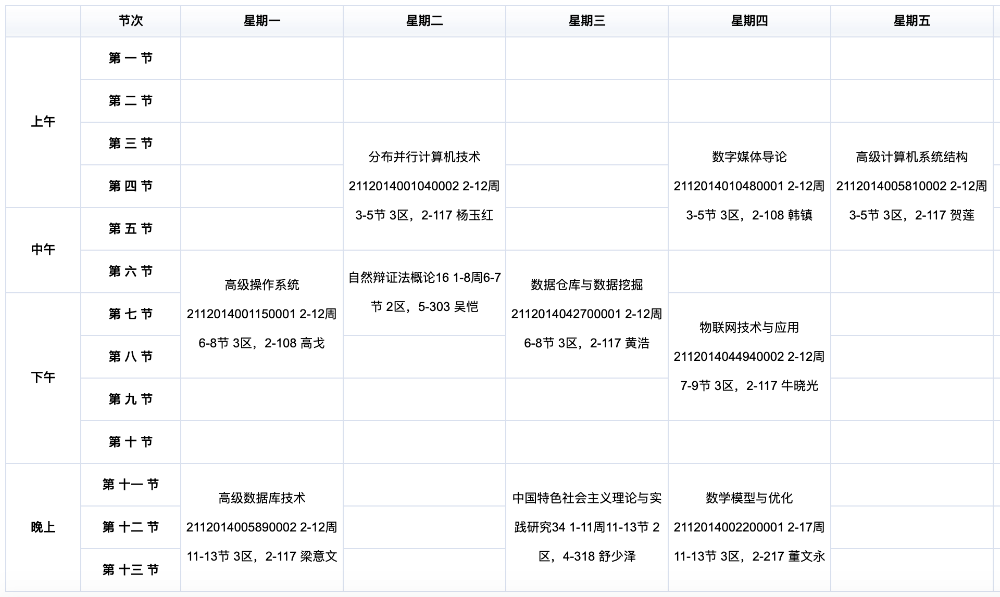 节次 星期一 星期二 星期三 星期四 星期五
上午
第 一 节
第 二 节
第 三 节
第 四 节
分布并行计算机技术
2112014001040002 2-12周
3-5节 3区，2-117 杨玉红
数字媒体导论
2112014010480001 2-12周
3-5节 3区，2-108 韩镇
高级计算机系统结构
2112014005810002 2-12周
3-5节 3区，2-117 贺莲
中午
第 五 节
第 六 节
高级操作系统
2112014001150001 2-12周
6-8节 3区，2-108 高戈
自然辩证法概论16 1-8周6-7
节 2区，5-303 吴恺
数据仓库与数据挖掘
2112014042700001 2-12周
6-8节 3区，2-117 黄浩
下午
第 七 节
第 八 节
第 九 节
第 十 节
物联网技术与应用
2112014044940002 2-12周
7-9节 3区，2-117 牛晓光
晚上
第 十一 节
第 十二 节
第 十三 节
高级数据库技术
2112014005890002 2-12周
11-13节 3区，2-117 梁意文
中国特色社会主义理论与实
践研究34 1-11周11-13节 2
区，4-318 舒少泽
数学模型与优化
2112014002200001 2-17周
11-13节 3区，2-217 董文永